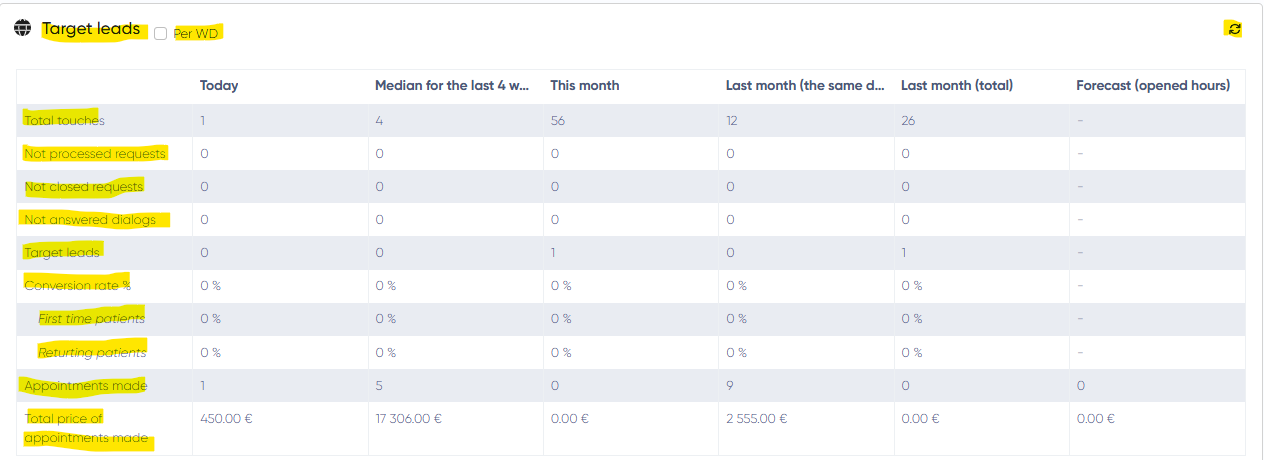 Target leads Per WD
Today Median for the last 4 w... This month Last month (the same d... Last month (total) Forecast (opened hours)
Total touches 1 4 56 12 26 -
Not processed requests 0 0 0 0 0 -
Not closed requests 0 0 0 0 0 -
Not answered dialogs 0 0 0 0 0 -
Target leads 0 0 1 0 1 -
Conversion rate % 0 % 0 % 0 % 0 % 0 % -
First time patients 0 % 0 % 0 % 0 % 0 % -
Returting patients 0 % 0 % 0 % 0 % 0 % -
Appointments made 1 5 0 9 0 0
Total price of 450.00 € 17 306.00 € 0.00 € 2 555.00 € 0.00 € 0.00 €
appointments made